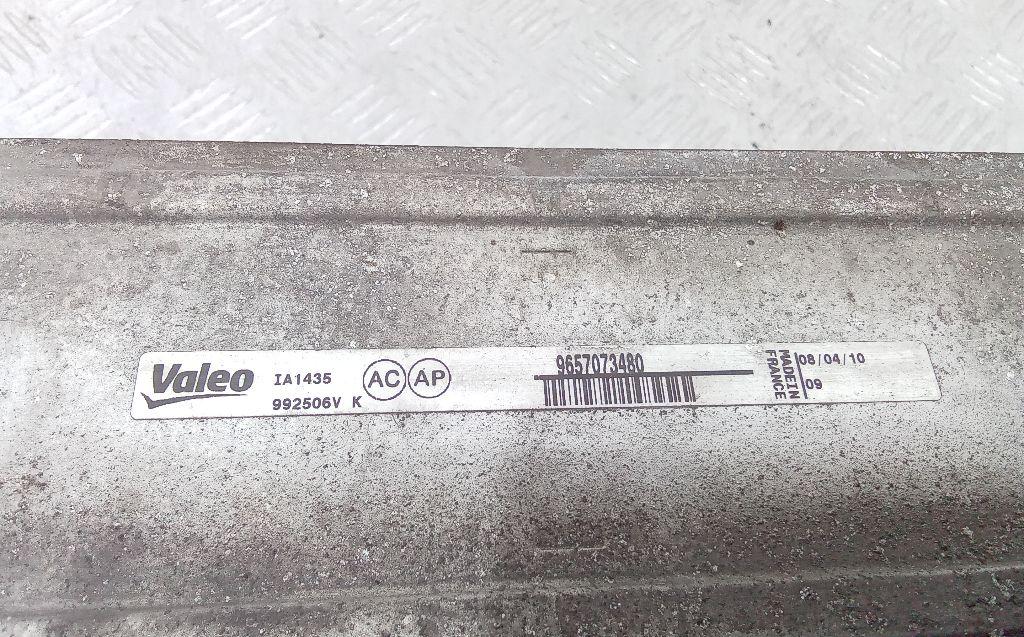 Valeo
IA1435
992506V K
AC AP
9657073480
MADE IN
FRANCE
08/04/10
09